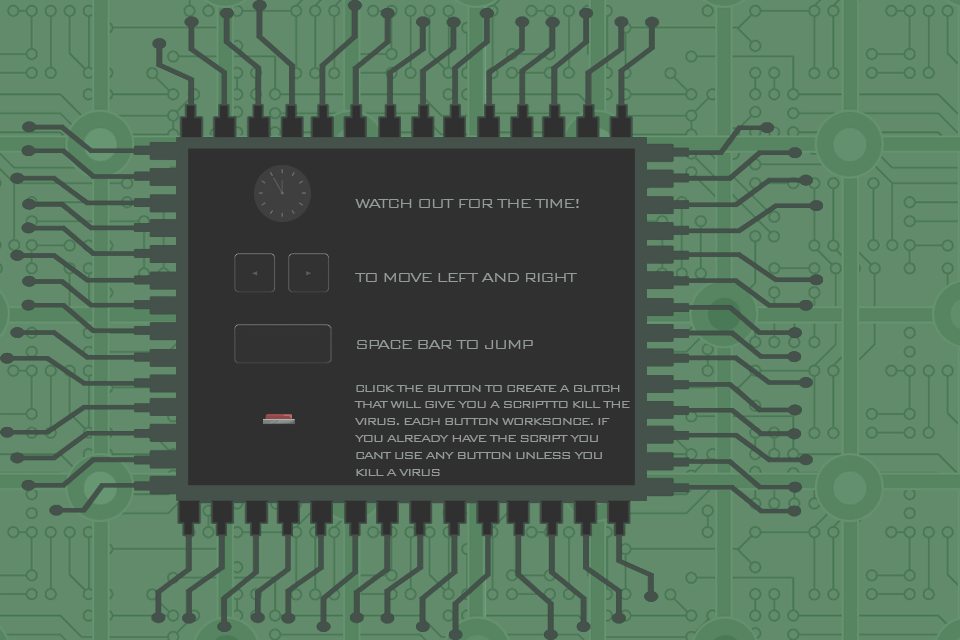 WATCH OUT FOR THE TIME!
TO MOVE LEFT AND RIGHT
SPACE BAR TO JUMP
CLICK THE BUTTON TO CREATE A GLITCH
THAT WILL GIVE YOU A SCRIPTTO KILL THE
VIRUS. EACH BUTTON WORKSONCE. IF
YOU ALREADY HAVE THE SCRIPT YOU
CANT USE ANY BUTTON UNLESS YOU
KILL A VIRUS